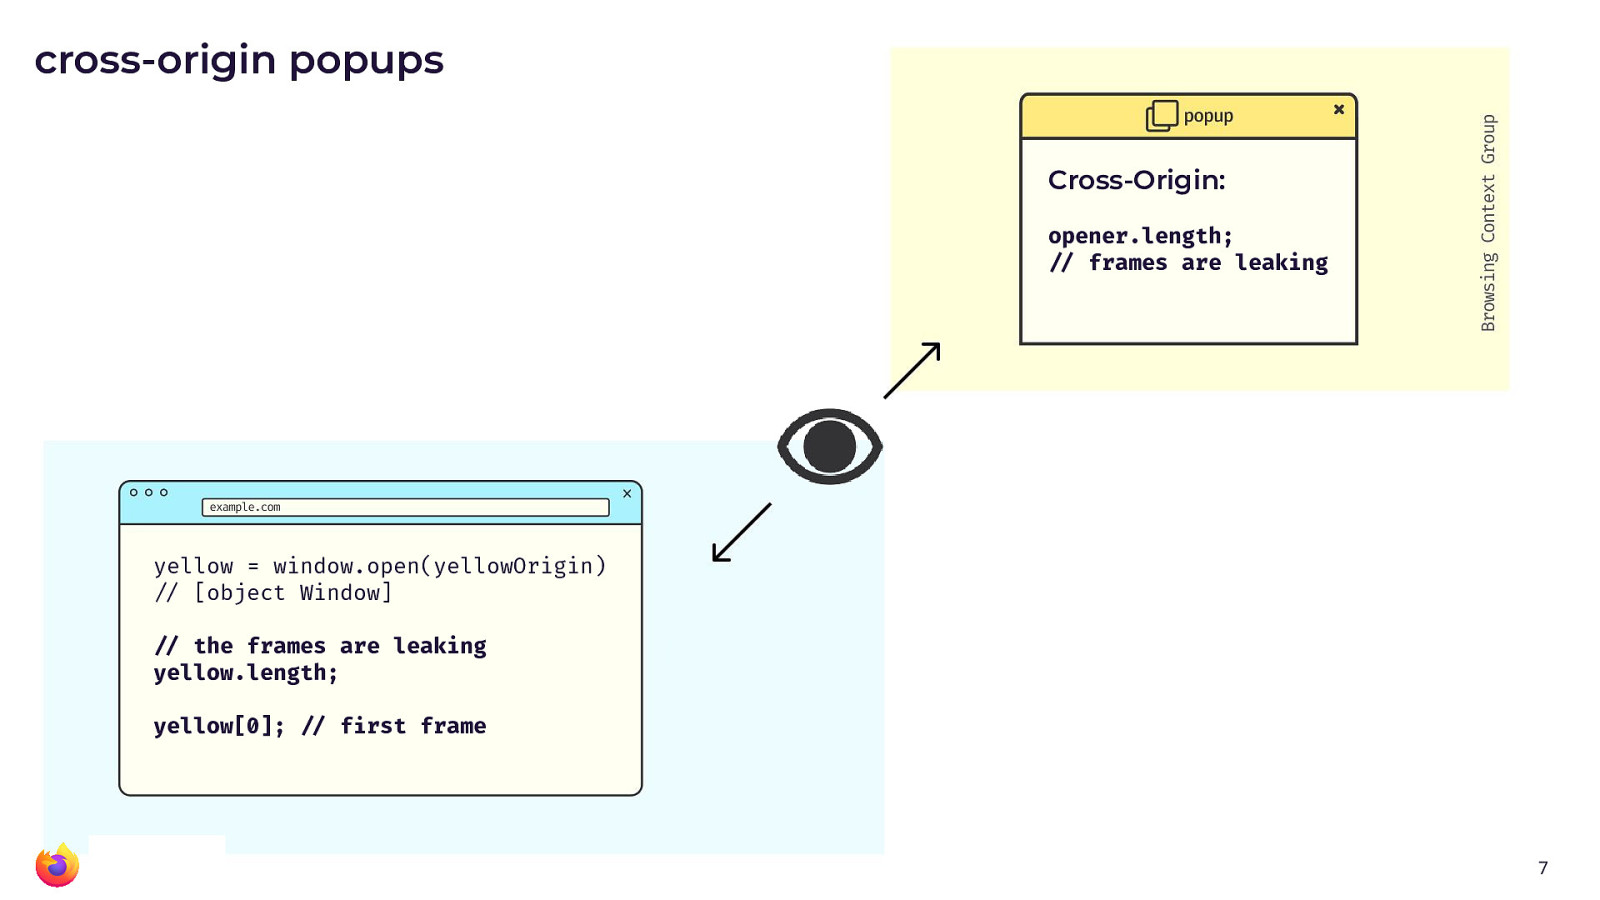 cross-origin popups
popup
Cross-Origin:
opener.length;
// frames are leaking
Browsing Context Group
example.com
yellow = window.open(yellowOrigin)
// [object Window]
// the frames are leaking
yellow.length;
yellow[0]; // first frame
7